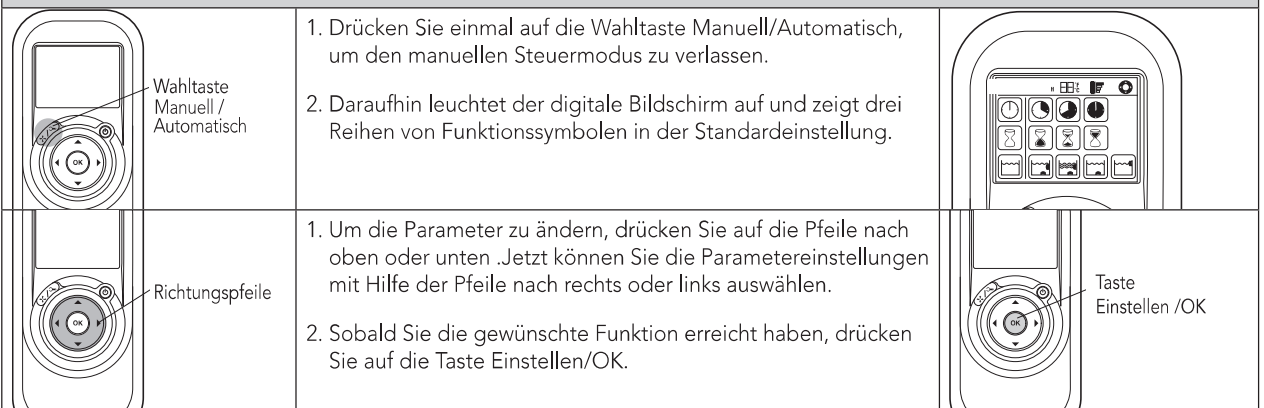 Wahltaste
Manuell /
Automatisch
OK
1. Drücken Sie einmal auf die Wahltaste Manuell/Automatisch,
um den manuellen Steuermodus zu verlassen.
2. Daraufhin leuchtet der digitale Bildschirm auf und zeigt drei
Reihen von Funktionssymbolen in der Standardeinstellung.
Richtungspfeile
OK
1. Um die Parameter zu ändern, drücken Sie auf die Pfeile nach
oben oder unten .Jetzt können Sie die Parametereinstellungen
mit Hilfe der Pfeile nach rechts oder links auswählen.
2. Sobald Sie die gewünschte Funktion erreicht haben, drücken
Sie auf die Taste Einstellen/OK.
OK
Taste
Einstellen /OK